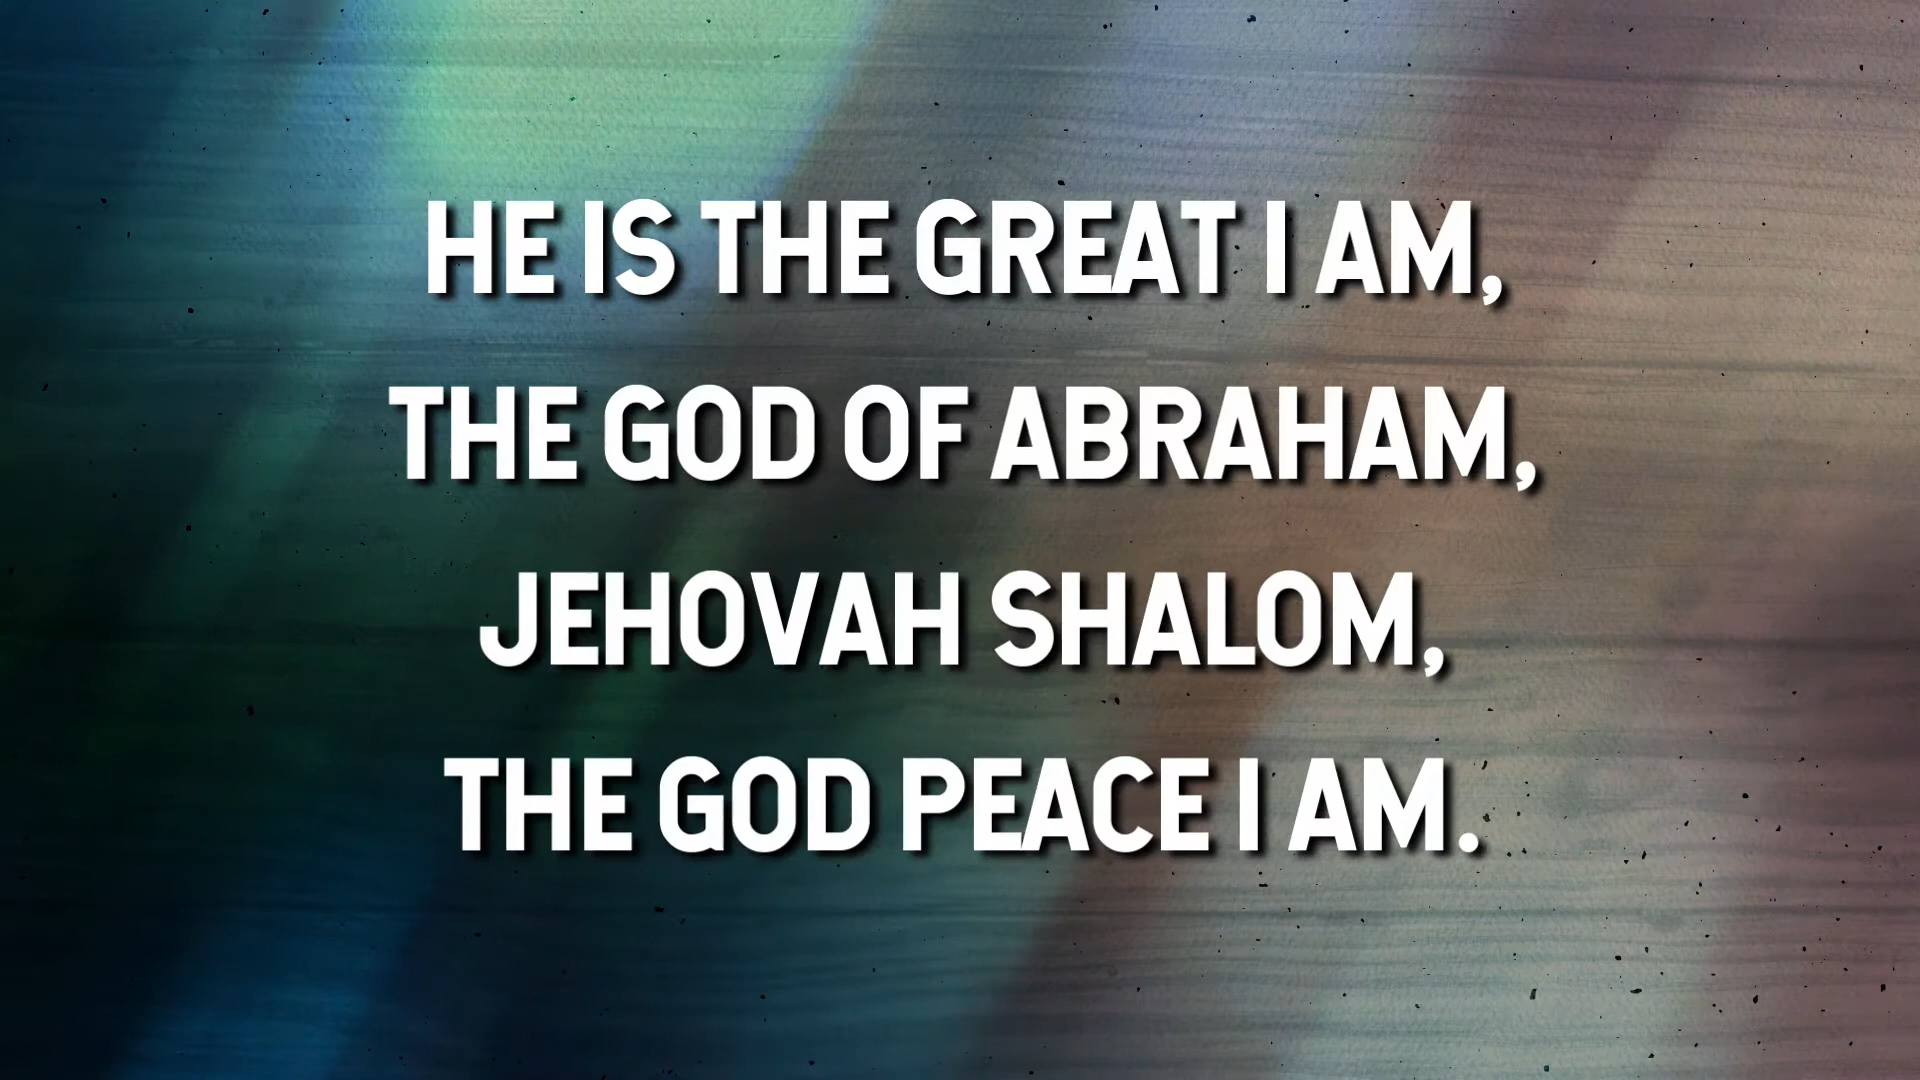 HE IS THE GREAT I AM,
THE GOD OF ABRAHAM,
JEHOVAH SHALOM,
THE GOD PEACE I AM.